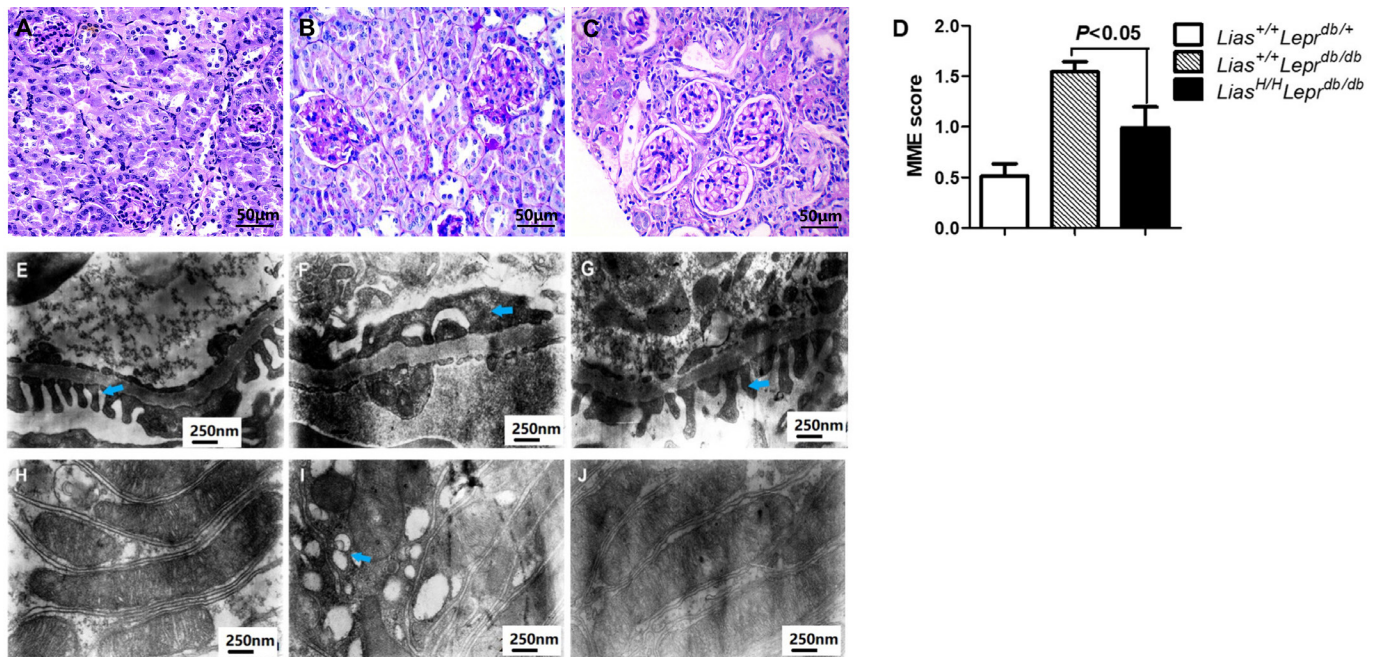 A
50μm
B
50μm
C
50μm
D
MME score
2.0
1.5
1.0
0.5
0.0
P<0.05
Lias+/+Leprdb/+
Lias+/+Leprdb/db
LiasH/HLeprdb/db
E
250nm
F
250nm
G
250nm
H
250nm
I
250nm
J
250nm